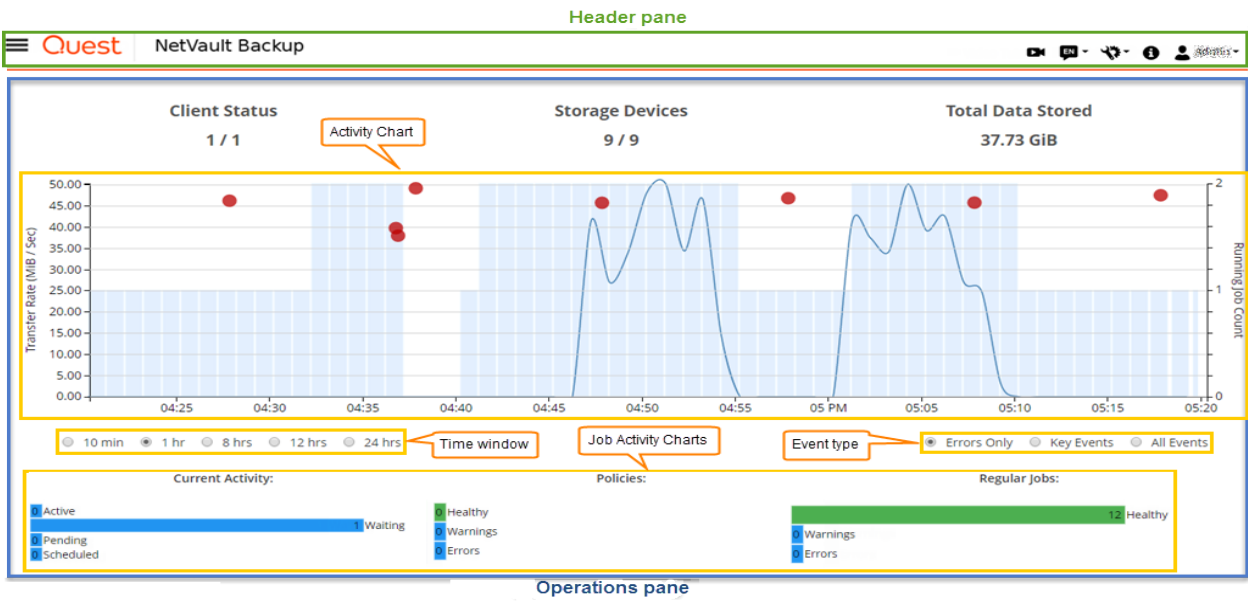 Header pane
Quest NetVault Backup
EN
Client Status Storage Devices Total Data Stored
1 / 1 9 / 9 37.73 GiB
Activity Chart
Transfer Rate (MiB / Sec)
50.00
45.00
40.00
35.00
30.00
25.00
20.00
15.00
10.00
5.00
0.00
2
1
0
Running Job Count
04:25 04:30 04:35 04:40 04:45 04:50 04:55 05 PM 05:05 05:10 05:15 05:20
10 min 1 hr 8 hrs 12 hrs 24 hrs
Time window
Job Activity Charts
Event type
Errors Only Key Events All Events
Current Activity:
0 Active
1 Waiting
0 Pending
0 Scheduled
Policies:
0 Healthy
0 Warnings
0 Errors
Regular Jobs:
12 Healthy
0 Warnings
0 Errors
Operations pane